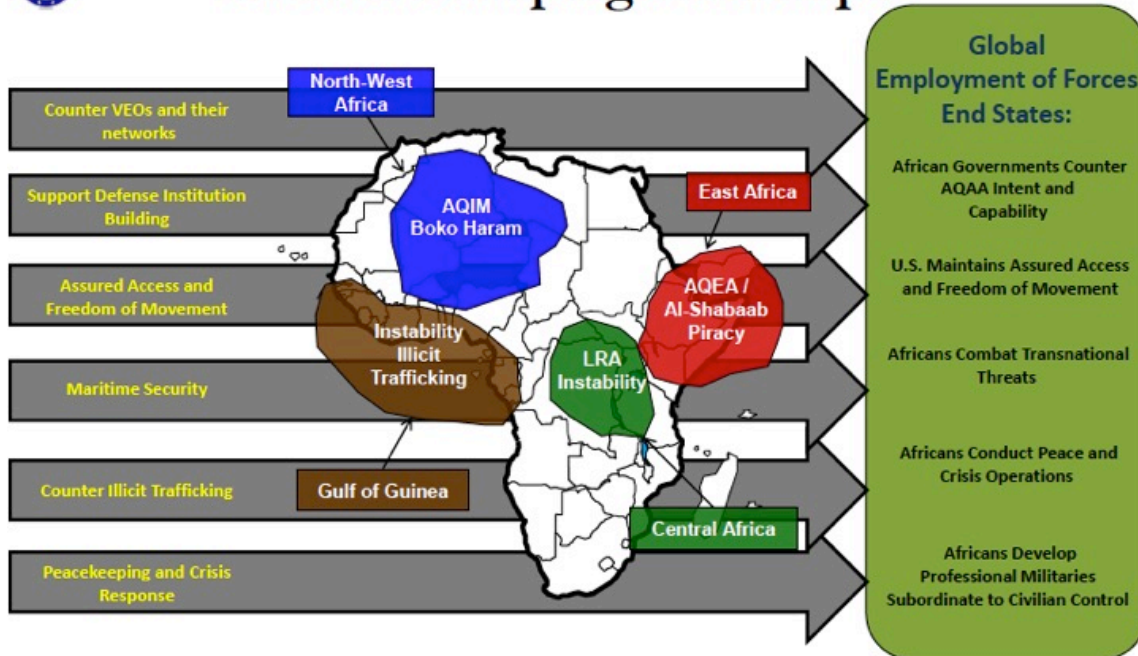 Counter VEOs and their
networks
Support Defense Institution
Building
Assured Access and
Freedom of Movement
Maritime Security
Counter Illicit Trafficking
Peacekeeping and Crisis
Response
North-West
Africa
AQIM
Boko Haram
East Africa
AQEA /
Al-Shabaab
Piracy
Instability
Illicit
Trafficking
LRA
Instability
Gulf of Guinea
Central Africa
Global
Employment of Forces
End States:
African Governments Counter
AQAA Intent and
Capability
U.S. Maintains Assured Access
and Freedom of Movement
Africans Combat Transnational
Threats
Africans Conduct Peace and
Crisis Operations
Africans Develop
Professional Militaries
Subordinate to Civilian Control